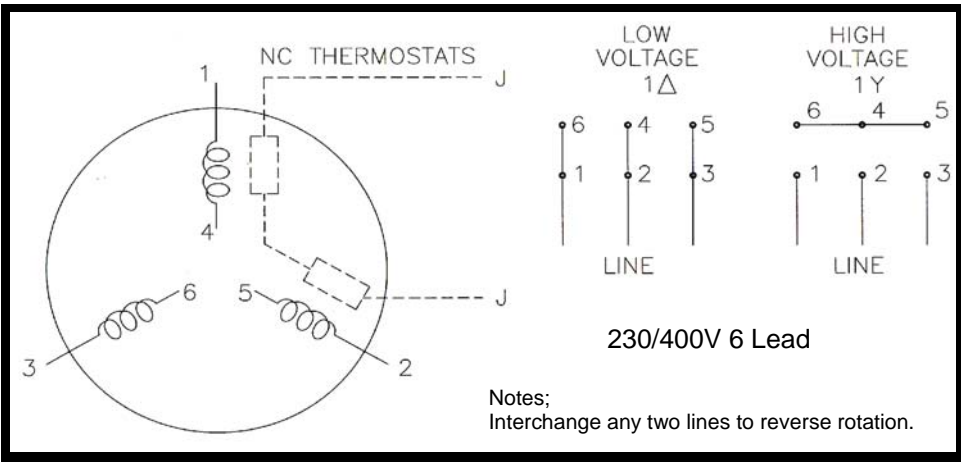 NC THERMOSTATS
J
1
4
6
5
3
2
J
LOW
VOLTAGE
1△
6 4 5
1 2 3
LINE
HIGH
VOLTAGE
1Y
6 4 5
1 2 3
LINE
230/400V 6 Lead
Notes;
Interchange any two lines to reverse rotation.